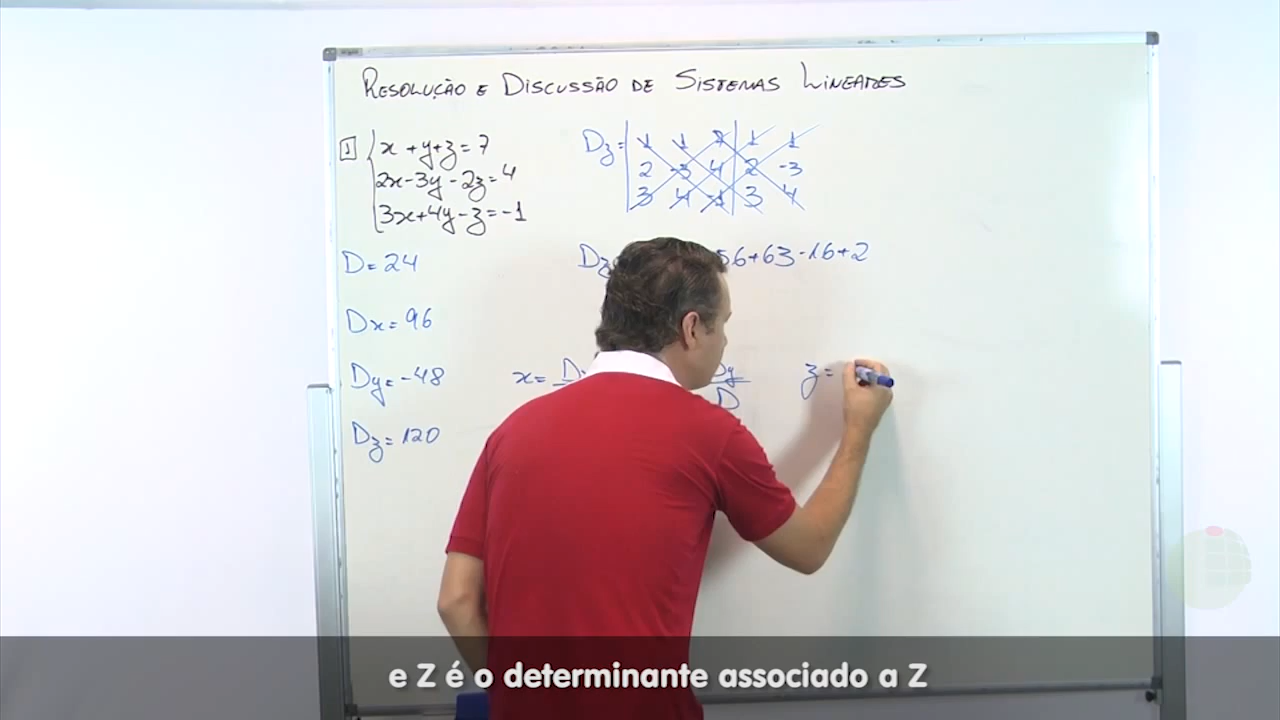 RESOLUÇÃO E DISCUSSÃO DE SISTEMAS LINEARES
1 x + y + z = 7
2x - 3y - 2z = 4
3x + 4y - z = -1
Dz = 1 1 7 1 1
2 -3 4 2 -3
3 4 -1 3 4
D = 24
Dz 56 + 63 - 16 + 2
Dx = 96
Dy = -48
x = Dy z =
D
Dz = 120
e Z é o determinante associado a Z